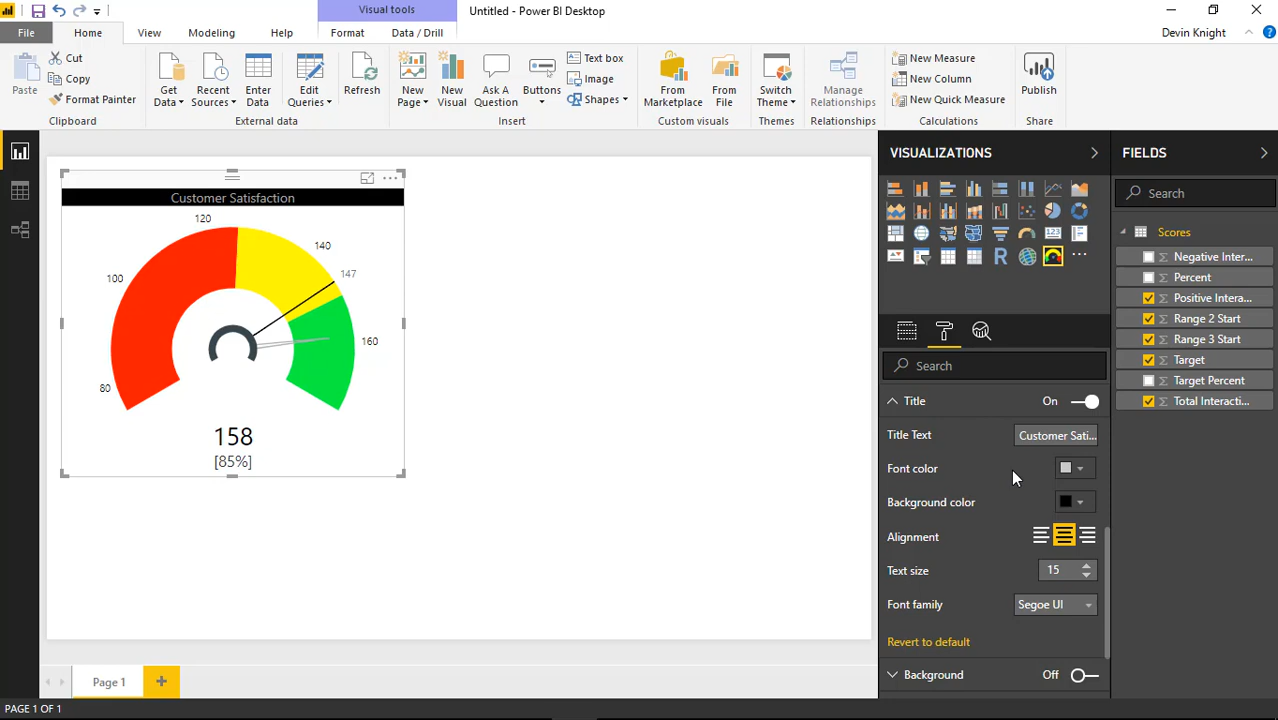 Visual tools
Untitled - Power BI Desktop
File
Home
View
Modeling
Help
Format
Data / Drill
Devin Knight
Paste
Cut
Copy
Format Painter
Clipboard
Get Data
Recent Sources
Enter Data
Edit Queries
Refresh
External data
New Page
New Visual
Ask A Question
Buttons
Text box
Image
Shapes
Insert
From Marketplace
From File
Custom visuals
Switch Theme
Themes
Manage Relationships
Relationships
New Measure
New Column
New Quick Measure
Calculations
Publish
Share
Customer Satisfaction
120
140
147
100
160
80
158
[85%]
VISUALIZATIONS
Search
Title
On
Title Text
Customer Sati...
Font color
Background color
Alignment
Text size
15
Font family
Segoe UI
Revert to default
Background
Off
FIELDS
Search
Scores
Negative Inter...
Percent
Positive Intera...
Range 2 Start
Range 3 Start
Target
Target Percent
Total Interacti...
Page 1
PAGE 1 OF 1